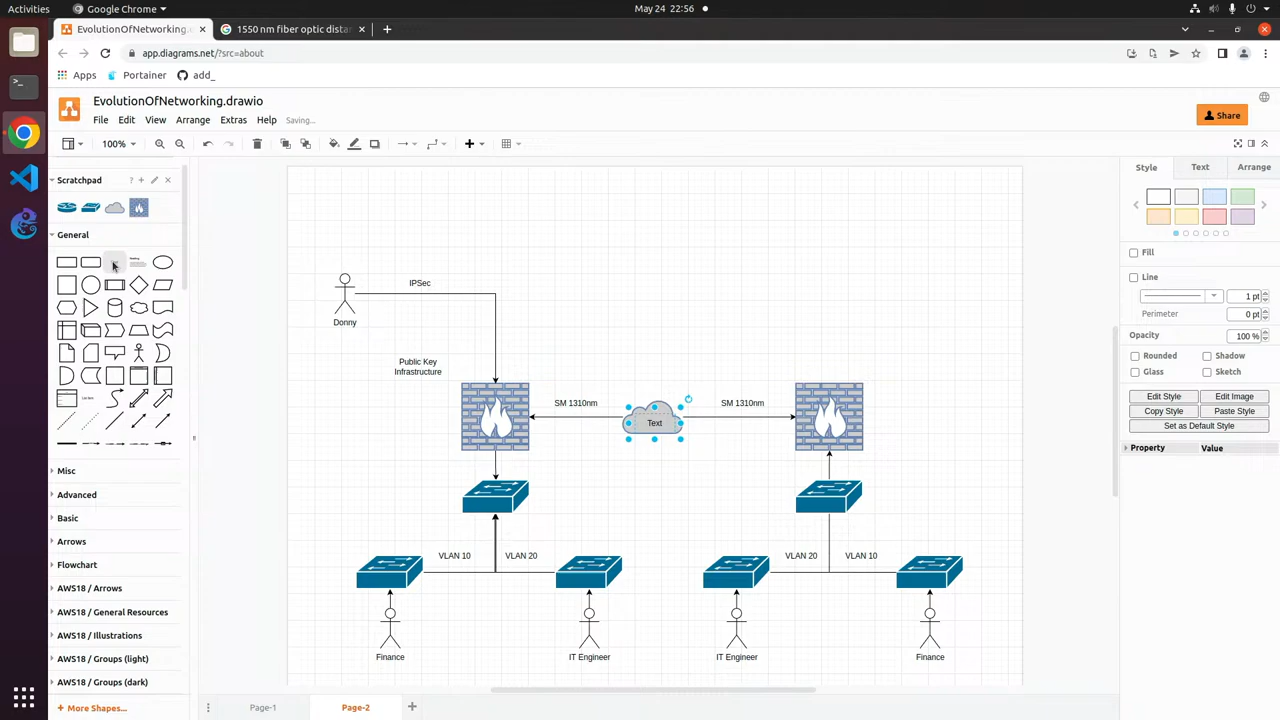 Activities
Google Chrome
May 24 22:56
EvolutionOfNetworking.
1550 nm fiber optic dista
app.diagrams.net/?src=about
Apps
Portainer
add_
EvolutionOfNetworking.drawio
File Edit View Arrange Extras Help Saving...
Share
100%
Scratchpad
General
Misc
Advanced
Basic
Arrows
Flowchart
AWS18 / Arrows
AWS18 / General Resources
AWS18 / Illustrations
AWS18 / Groups (light)
AWS18 / Groups (dark)
+ More Shapes...
IPSec
Donny
Public Key
Infrastructure
SM 1310nm
Text
SM 1310nm
VLAN 10
VLAN 20
VLAN 20
VLAN 10
Finance
IT Engineer
IT Engineer
Finance
Page-1
Page-2
Style
Text
Arrange
Fill
Line
1 pt
Perimeter
0 pt
Opacity
100 %
Rounded
Shadow
Glass
Sketch
Edit Style
Edit Image
Copy Style
Paste Style
Set as Default Style
Property
Value